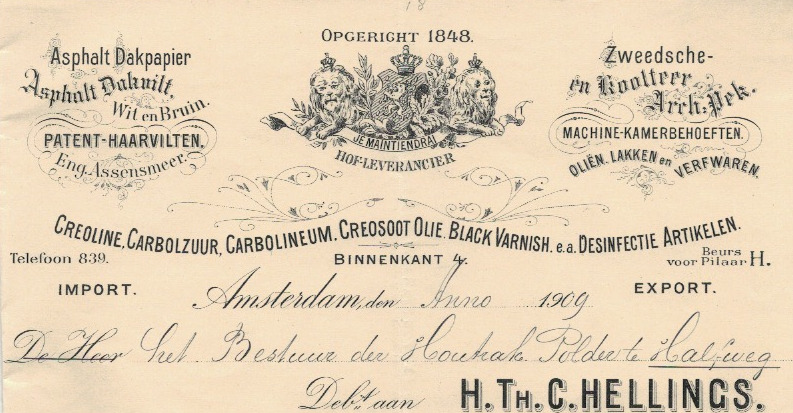 18
OPGERICHT 1848.
Asphalt Dakpapier
Asphalt Dakvilt,
Wit en Bruin.
PATENT-HAARVILTEN,
Eng. Assensmeer.
JE MAINTIENDRAI
HOF-LEVERANCIER
Zweedsche-
en Koolteer
Arch: Pek.
MACHINE-KAMERBEHOEFTEN.
OLIËN, LAKKEN en VERFWAREN.
CREOLINE, CARBOLZUUR, CARBOLINEUM. CREOSOOT OLIE. BLACK VARNISH. e.a. DESINFECTIE ARTIKELEN.
Telefoon 839.
BINNENKANT 4.
Beurs
voor Pilaar H.
IMPORT.
EXPORT.
Amsterdam, den Anno 1909
De Heer het Bestuur der Houtrak Polder te Halfweg
Debt. aan H. TH. C. HELLINGS.